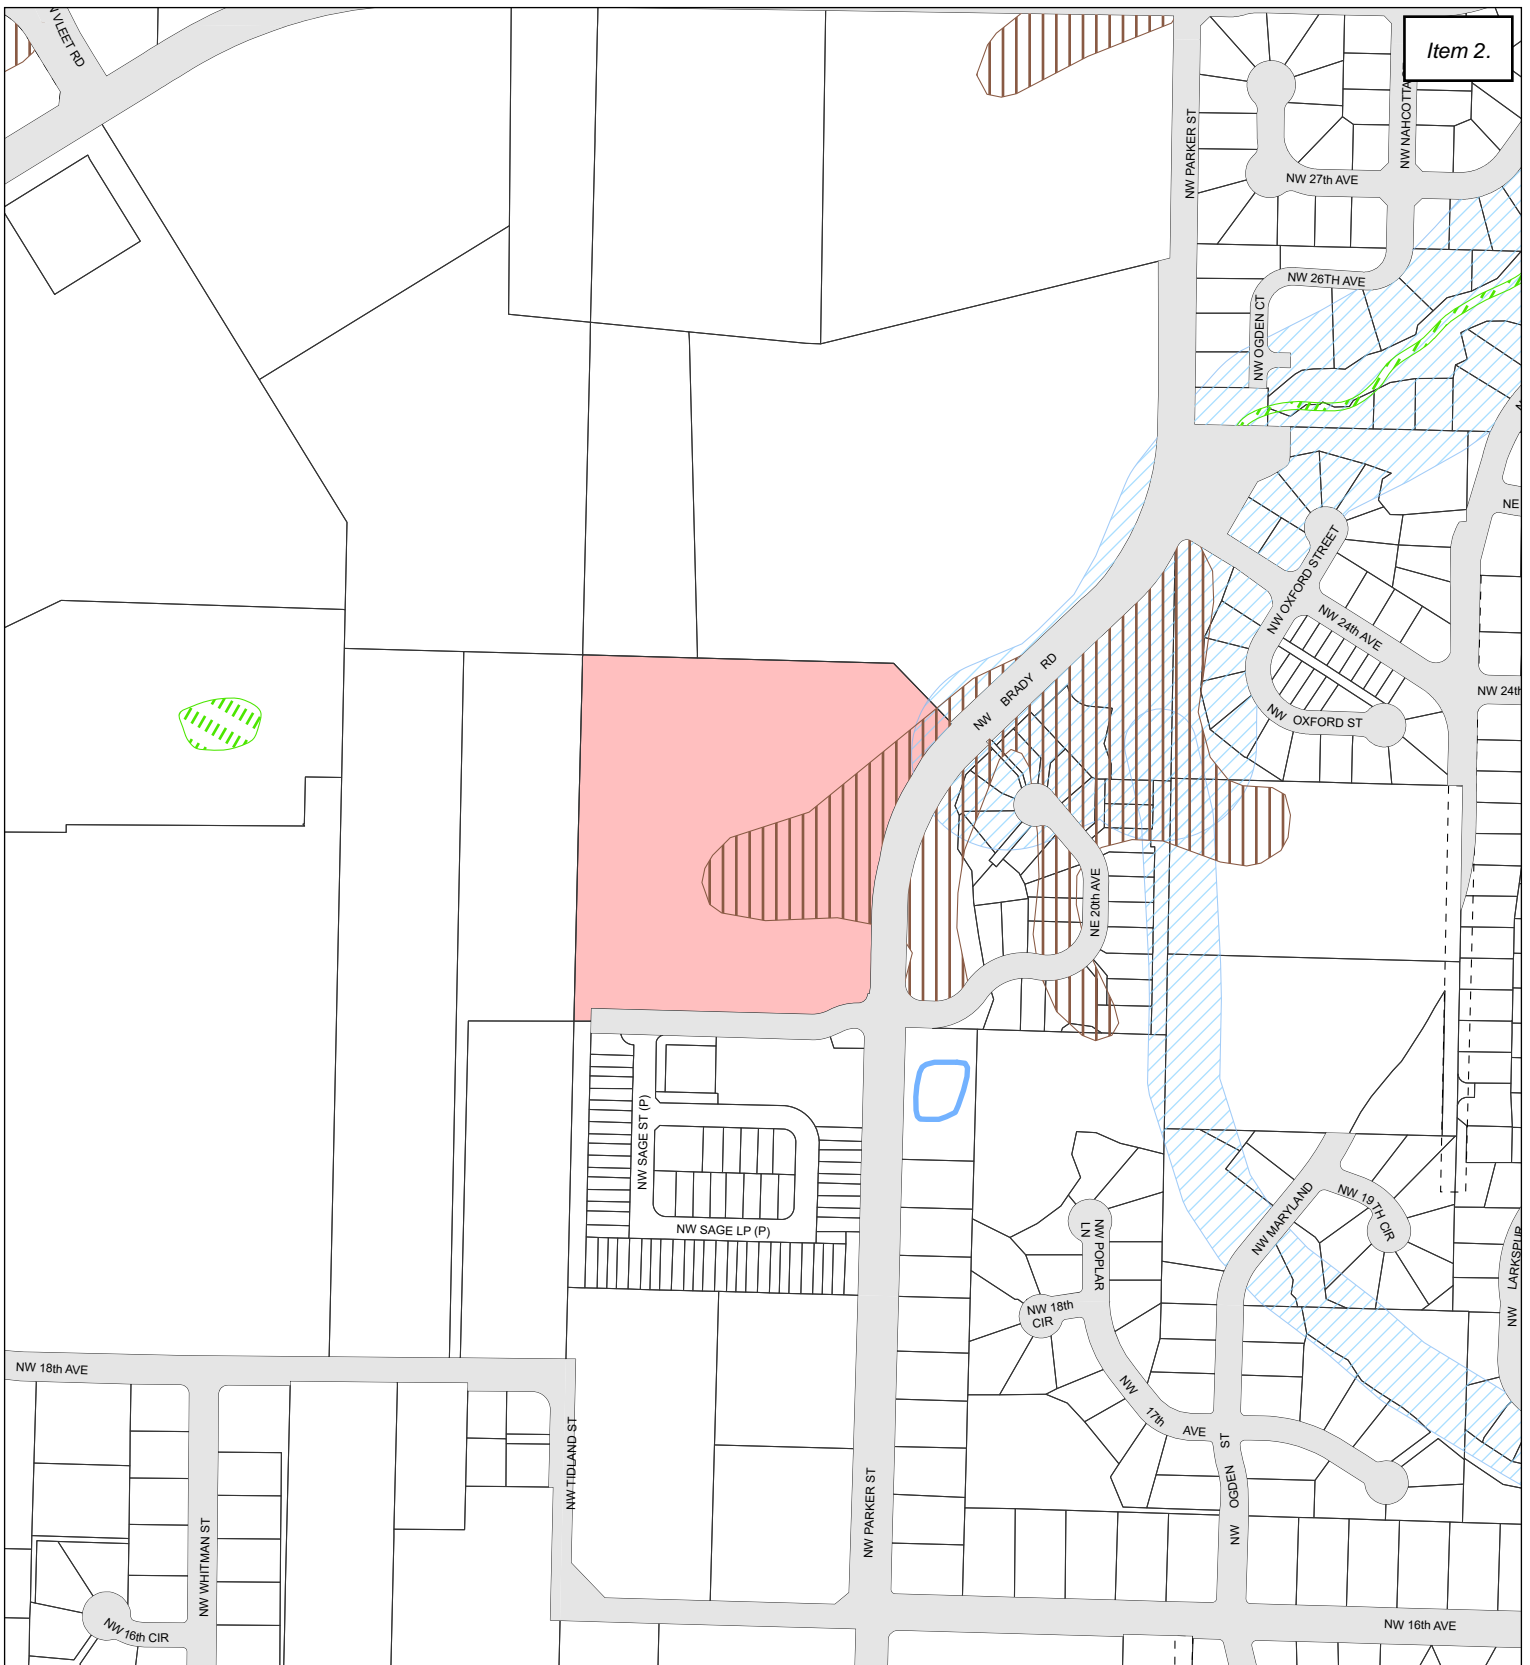 N VLEET RD
Item 2.
NW NAHCOTTA
NW PARKER ST
NW 27th AVE
NW 26TH AVE
NW OGDEN CT
NE
NW OXFORD STREET
NW 24th AVE
NW BRADY RD
NW 24th
NW OXFORD ST
NE 20th AVE
NW SAGE ST (P)
NW SAGE LP (P)
NW MARYLAND
NW 19TH CIR
NW POPLAR
LN
NW LARKSPUR
NW 18th
CIR
NW 18th AVE
NW 17th AVE
NW TIDLAND ST
NW OGDEN ST
NW PARKER ST
NW WHITMAN ST
NW 16th CIR
NW 16th AVE